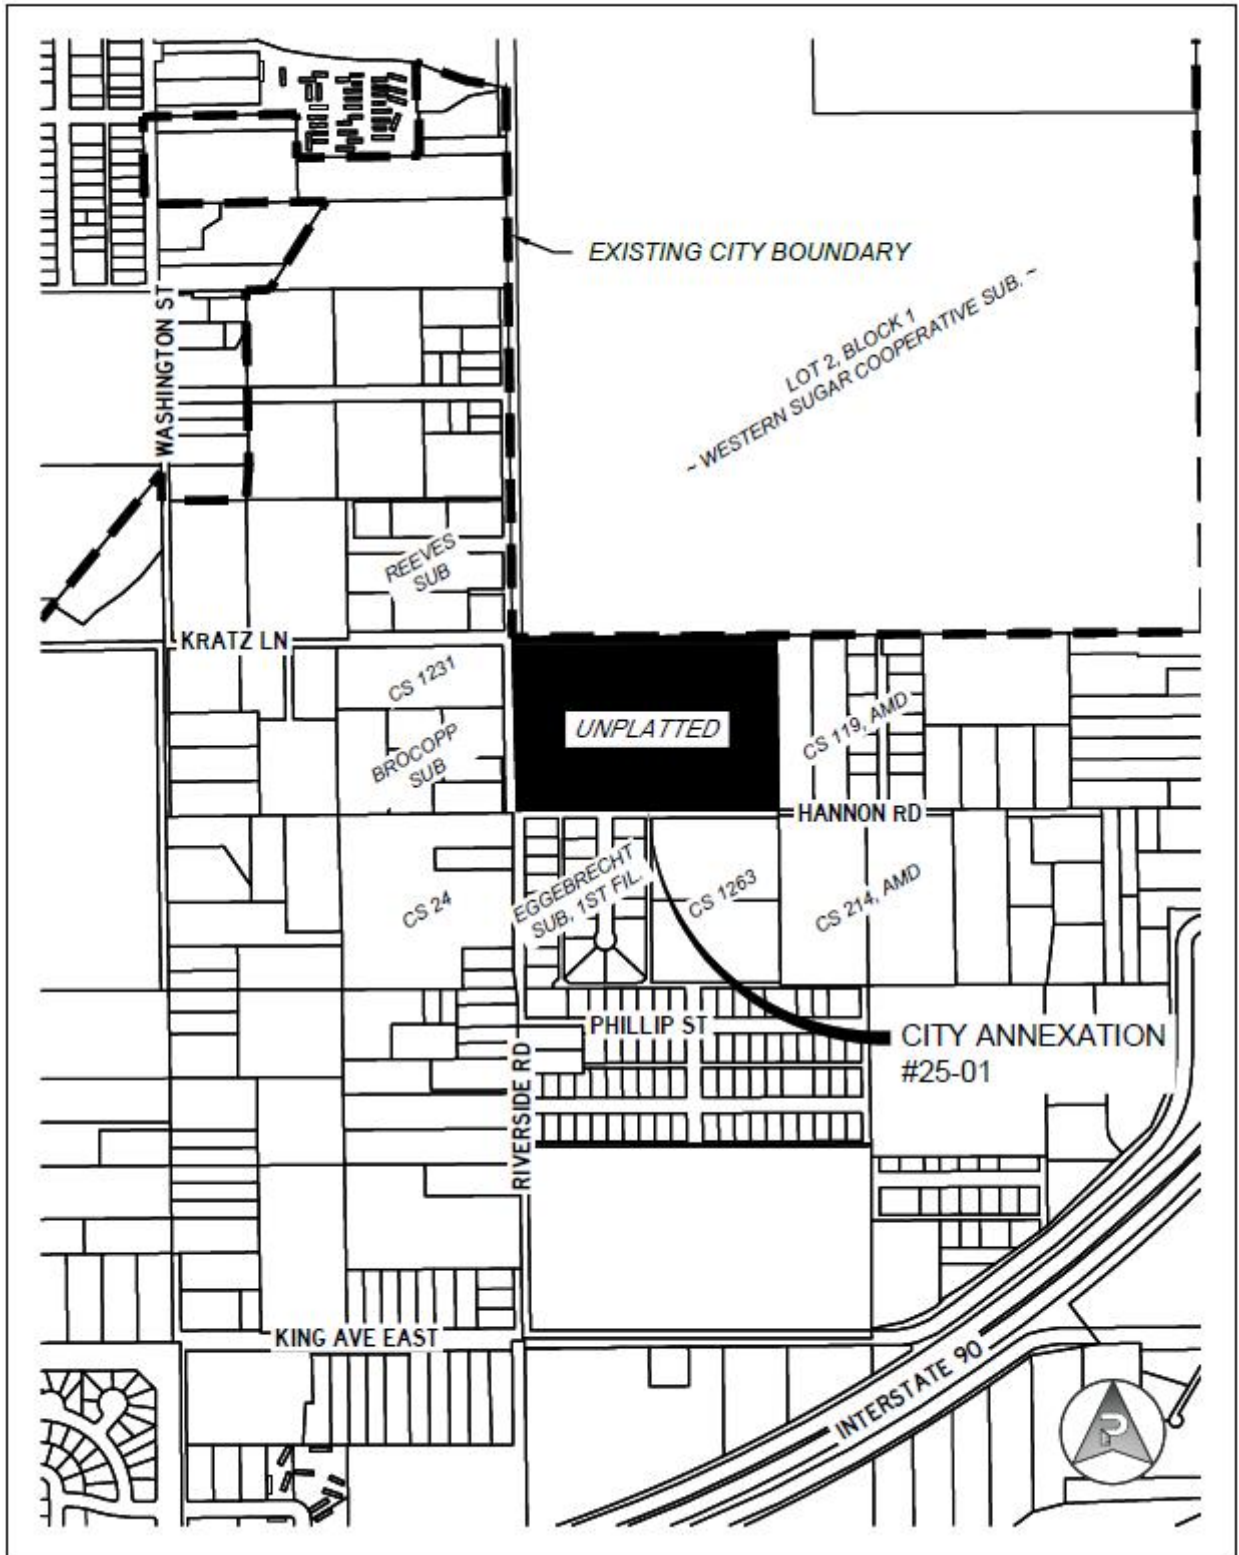 EXISTING CITY BOUNDARY
LOT 2, BLOCK 1
~ WESTERN SUGAR COOPERATIVE SUB. ~
WASHINGTON ST
REEVES
SUB
KRATZ LN
CS 1231
BROCOPP
SUB
UNPLATTED
CS 119, AMD
HANNON RD
EGGEBRECHT
SUB, 1ST FIL.
CS 24
CS 1263
CS 214, AMD
PHILLIP ST
CITY ANNEXATION
#25-01
RIVERSIDE RD
KING AVE EAST
INTERSTATE 90